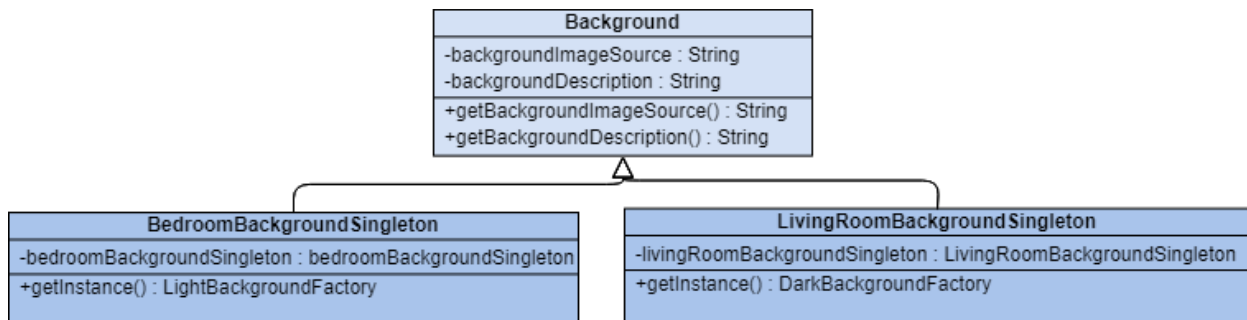 Background
-backgroundImageSource : String
-backgroundDescription : String
+getBackgroundImageSource() : String
+getBackgroundDescription() : String
BedroomBackgroundSingleton
-bedroomBackgroundSingleton : bedroomBackgroundSingleton
+getInstance() : LightBackgroundFactory
LivingRoomBackgroundSingleton
-livingRoomBackgroundSingleton : LivingRoomBackgroundSingleton
+getInstance() : DarkBackgroundFactory